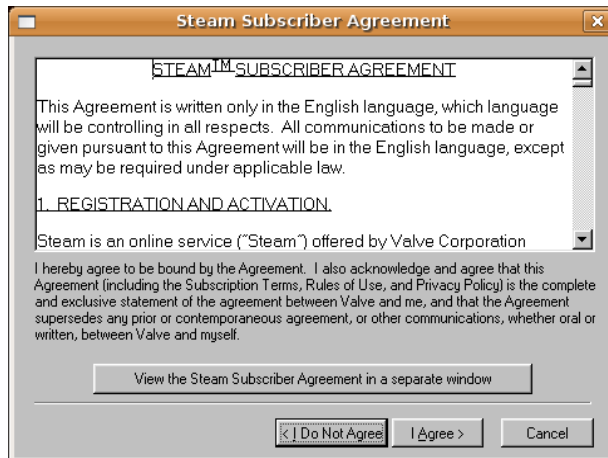 Steam Subscriber Agreement
STEAM™ SUBSCRIBER AGREEMENT
This Agreement is written only in the English language, which language
will be controlling in all respects.  All communications to be made or
given pursuant to this Agreement will be in the English language, except
as may be required under applicable law.
1.  REGISTRATION AND ACTIVATION.
Steam is an online service ("Steam") offered by Valve Corporation
I hereby agree to be bound by the Agreement.  I also acknowledge and agree that this
Agreement (including the Subscription Terms, Rules of Use, and Privacy Policy) is the complete
and exclusive statement of the agreement between Valve and me, and that the Agreement
supersedes any prior or contemporaneous agreement, or other communications, whether oral or
written, between Valve and myself.
View the Steam Subscriber Agreement in a separate window
< I Do Not Agree
I Agree >
Cancel